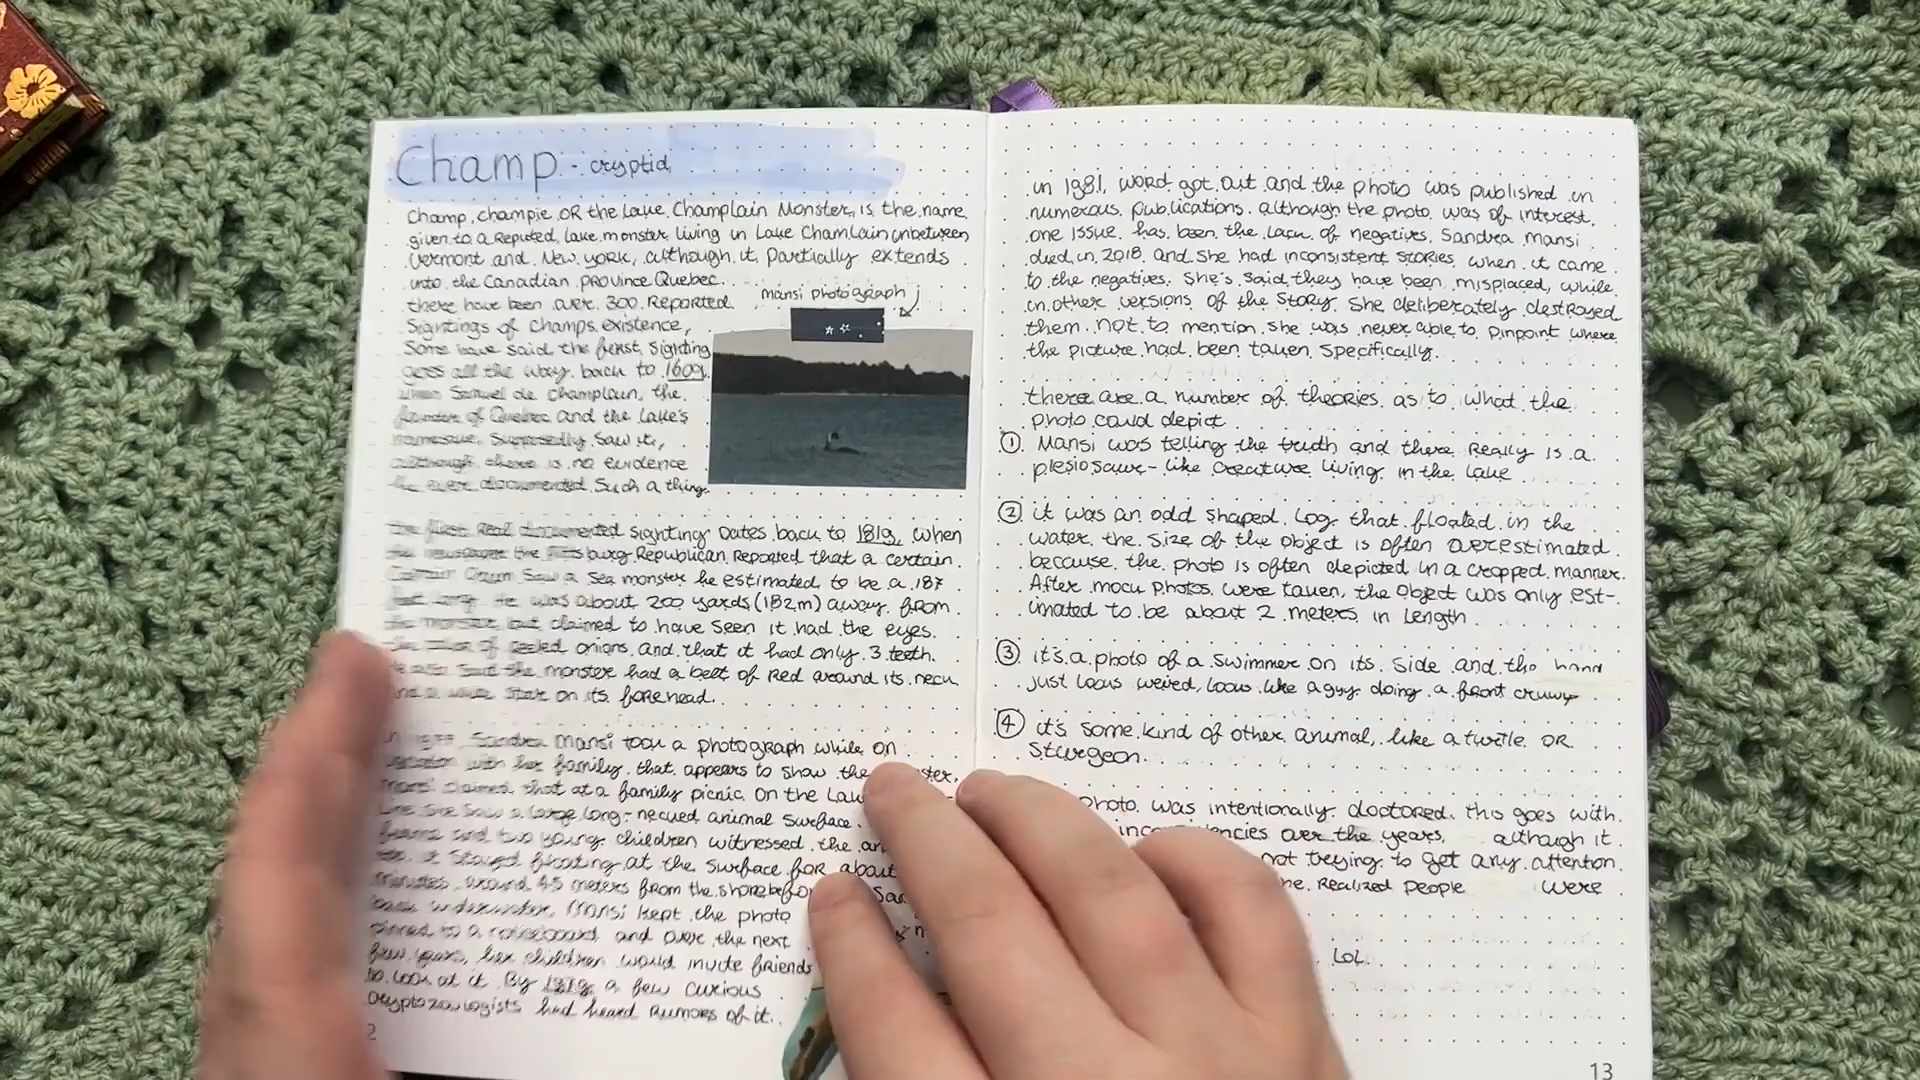 Champ - cryptid
Champ, champie OR the Lake Champlain Monster, is the name
given to a Reputed lake monster living in Lake Chamlain inbetween
Vermont and New York, although it partially extends
into the Canadian province Quebec.
there have been over 300 Reported
Sightings of champs existence,
Some have said the first sighting
goes all the way back to 1609
when Samuel de Champlain, the
founder of Quebec and the lake's
namesake, supposedly saw it,
although there is no evidence
he ever documented such a thing.
mansi photograph
the first Real documented sighting dates back to 1819, when
the newspaper the Plattsburg Republican Reported that a certain
Captain Crum saw a sea monster he estimated to be a 187
feet long. He was about 200 yards (182m) away from
the monster but claimed to have seen it had the eyes
the color of peeled onions and that it had only 3 teeth.
He also said the monster had a belt of red around its neck
and a white star on its forehead.
In 1977, Sandra Mansi took a photograph while on
vacation with her family that appears to show the
Mansi claimed that at a family picnic on the
she saw a large long-necked animal surface.
and two young children witnessed the
too. it stayed floating at the surface for about
minutes, around 45 meters from the shore
back underwater. Mansi kept the photo
pinned to a noticeboard and over the next
few years, her children would invite friends
to look at it. By 1979 a few curious
cryptozoologists had heard rumors of it.
in 1981, word got out and the photo was published in
numerous publications. although the photo was of interest,
one issue has been the lack of negatives. Sandra Mansi
died in 2018 and she had inconsistent stories when it came
to the negatives. She's said they have been misplaced, while
in other versions of the story she deliberately destroyed
them. not to mention she was never able to pinpoint where
the picture had been taken specifically.
there are a number of theories as to what the
photo could depict
① Mansi was telling the truth and there Really is a
plesiosaur-like creature living in the lake
② it was an odd shaped log that floated in the
water, the size of the object is often overestimated
because the photo is often depicted in a cropped manner.
After mock photos were taken, the object was only est-
imated to be about 2 meters in length
③ it's a photo of a swimmer on its side and the hand
just looks weired, looks like a guy doing a front crawl
④ it's some kind of other animal, like a turtle OR
Sturgeon.
photo was intentionally doctored, this goes with
over the years, although it
not trying to get any attention
Realized people were
LOL
13